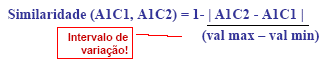 Similaridade (A1C1, A1C2) = 1- | A1C2 - A1C1 |
(val max – val min)
Intervalo de
variação!